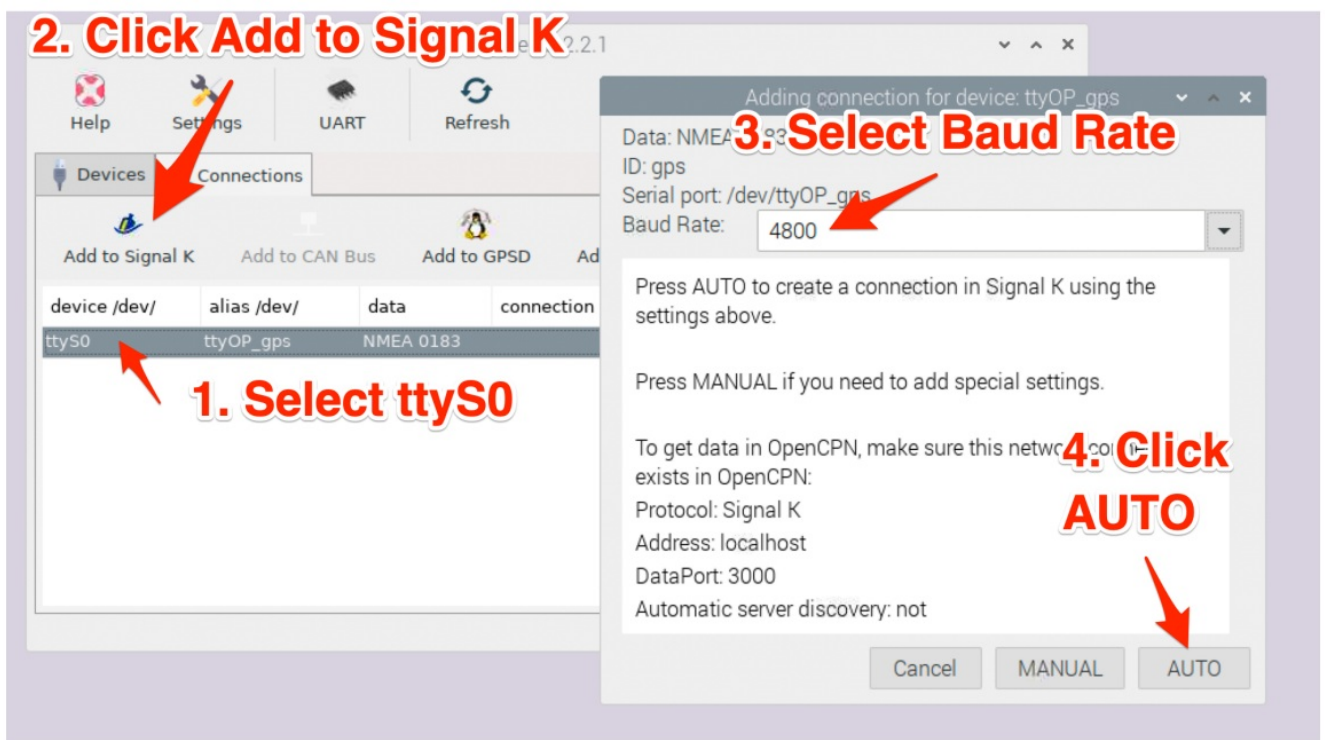 2. Click Add to Signal K
2.2.1
Help Settings UART Refresh
Devices Connections
Add to Signal K Add to CAN Bus Add to GPSD Ad
device /dev/ alias /dev/ data connection
ttyS0 ttyOP_gps NMEA 0183
1. Select ttyS0
Adding connection for device: ttyOP_gps
3. Select Baud Rate
Data: NMEA 0183
ID: gps
Serial port: /dev/ttyOP_gps
Baud Rate: 4800
Press AUTO to create a connection in Signal K using the
settings above.
Press MANUAL if you need to add special settings.
To get data in OpenCPN, make sure this network
exists in OpenCPN:
Protocol: Signal K
Address: localhost
DataPort: 3000
Automatic server discovery: not
4. Click
AUTO
Cancel MANUAL AUTO